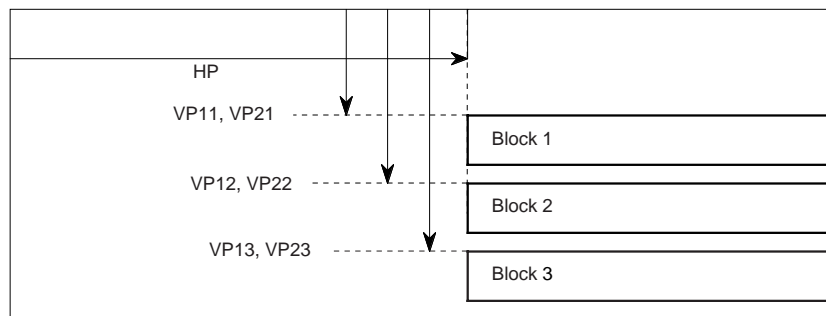 HP
VP11, VP21
Block 1
VP12, VP22
Block 2
VP13, VP23
Block 3